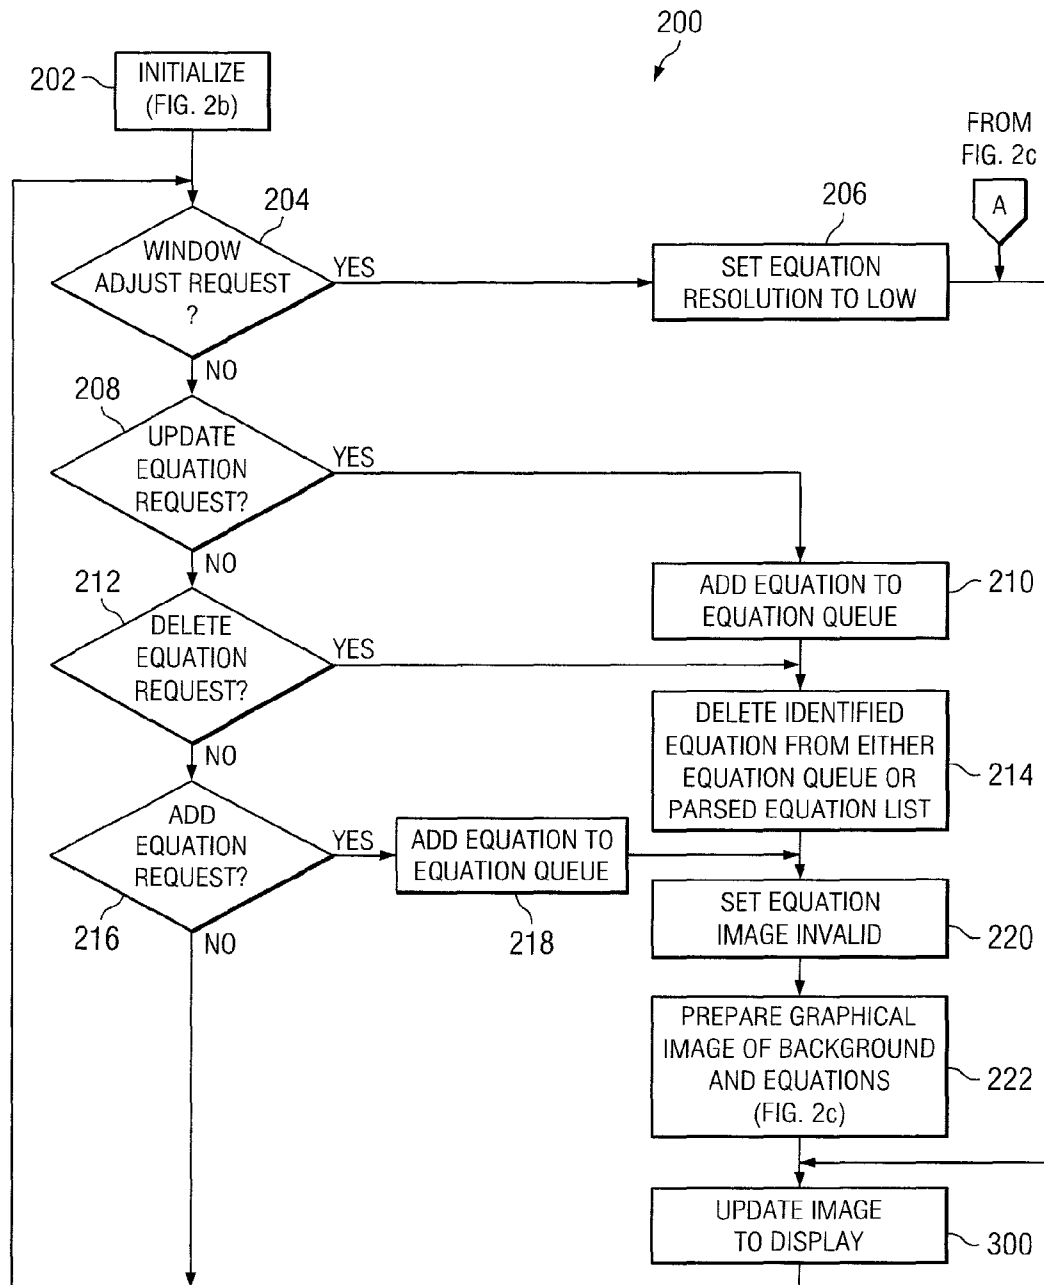 200
202
INITIALIZE
(FIG. 2b)
FROM
FIG. 2c
A
204
WINDOW
ADJUST REQUEST
?
YES
NO
206
SET EQUATION
RESOLUTION TO LOW
208
UPDATE
EQUATION
REQUEST?
YES
NO
ADD EQUATION TO
EQUATION QUEUE
210
212
DELETE
EQUATION
REQUEST?
YES
NO
DELETE IDENTIFIED
EQUATION FROM EITHER
EQUATION QUEUE OR
PARSED EQUATION LIST
214
ADD
EQUATION
REQUEST?
YES
216
NO
ADD EQUATION TO
EQUATION QUEUE
218
SET EQUATION
IMAGE INVALID
220
PREPARE GRAPHICAL
IMAGE OF BACKGROUND
AND EQUATIONS
(FIG. 2c)
222
UPDATE IMAGE
TO DISPLAY
300